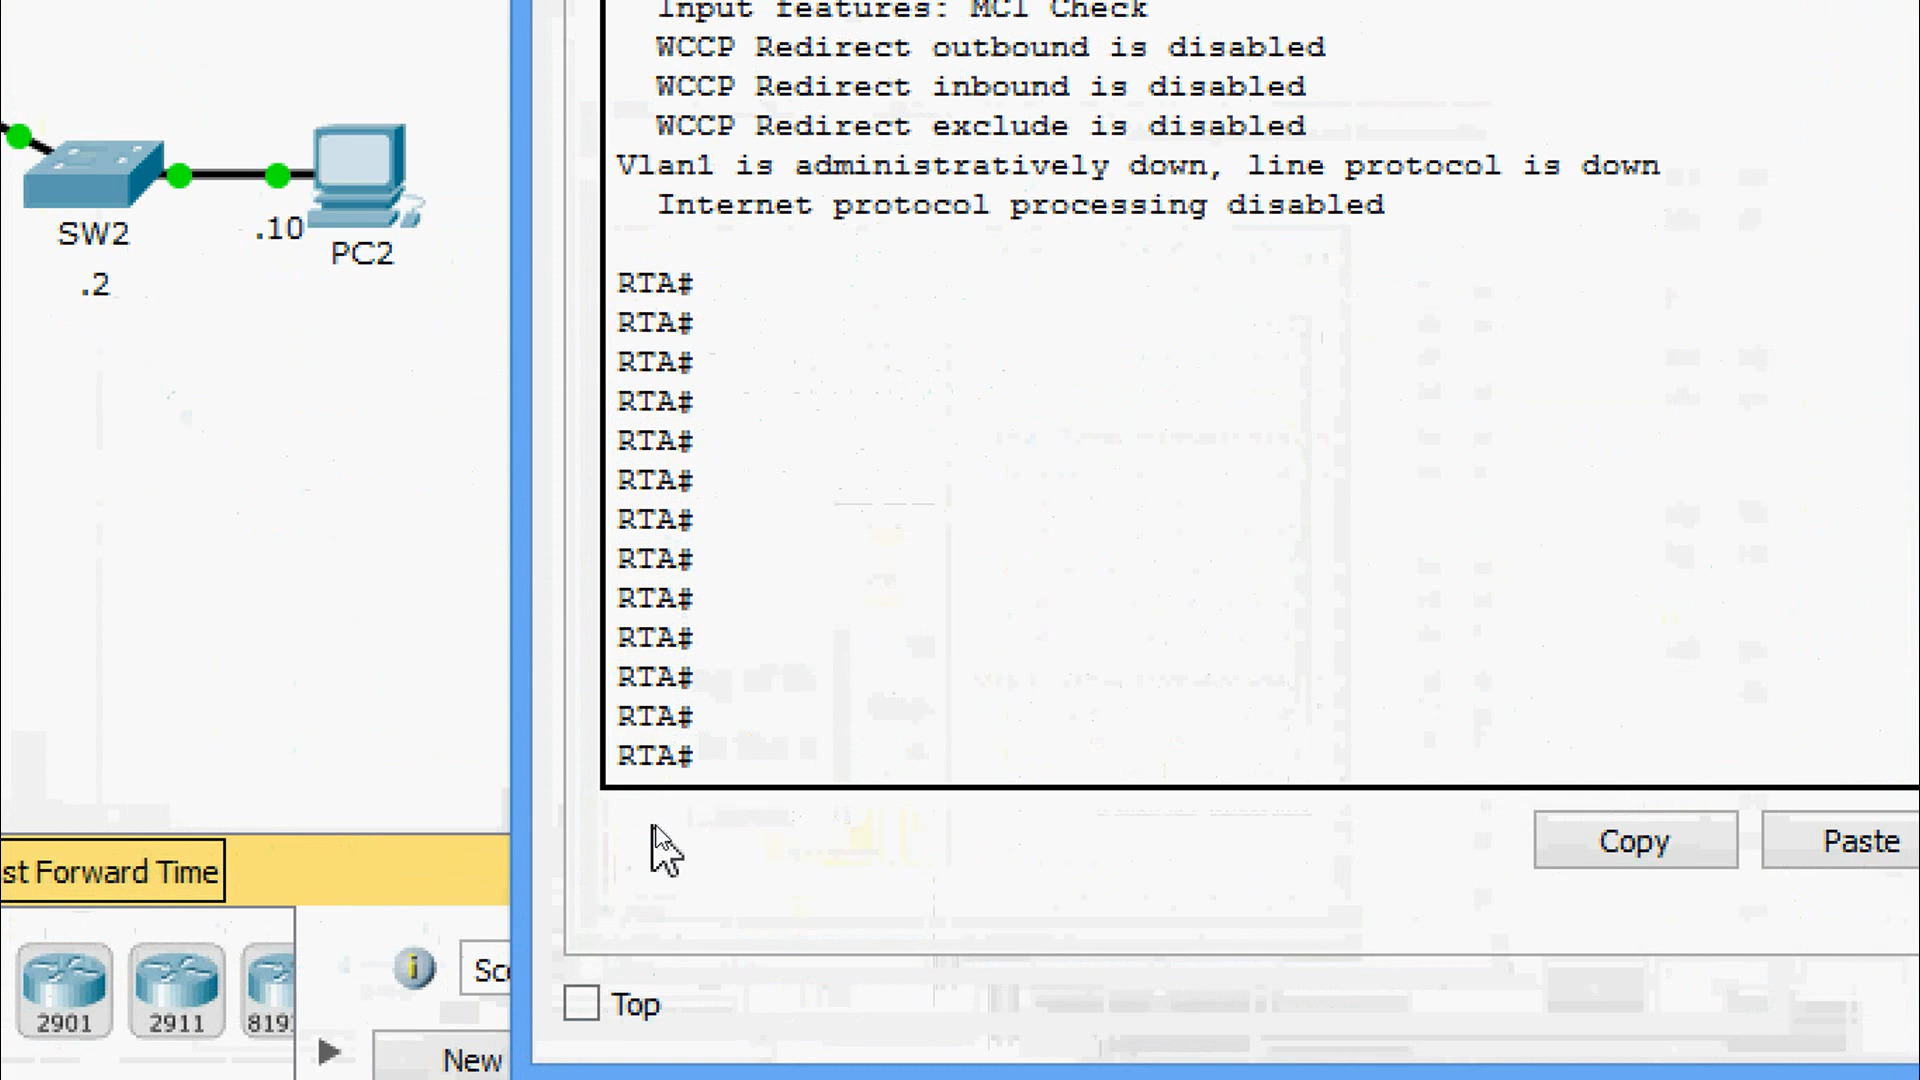 Input features: MCI Check
WCCP Redirect outbound is disabled
WCCP Redirect inbound is disabled
WCCP Redirect exclude is disabled
Vlan1 is administratively down, line protocol is down
Internet protocol processing disabled
RTA#
RTA#
RTA#
RTA#
RTA#
RTA#
RTA#
RTA#
RTA#
RTA#
RTA#
RTA#
RTA#
SW2
.2
.10
PC2
Copy
Paste
st Forward Time
2901
2911
819
Sc
New
Top